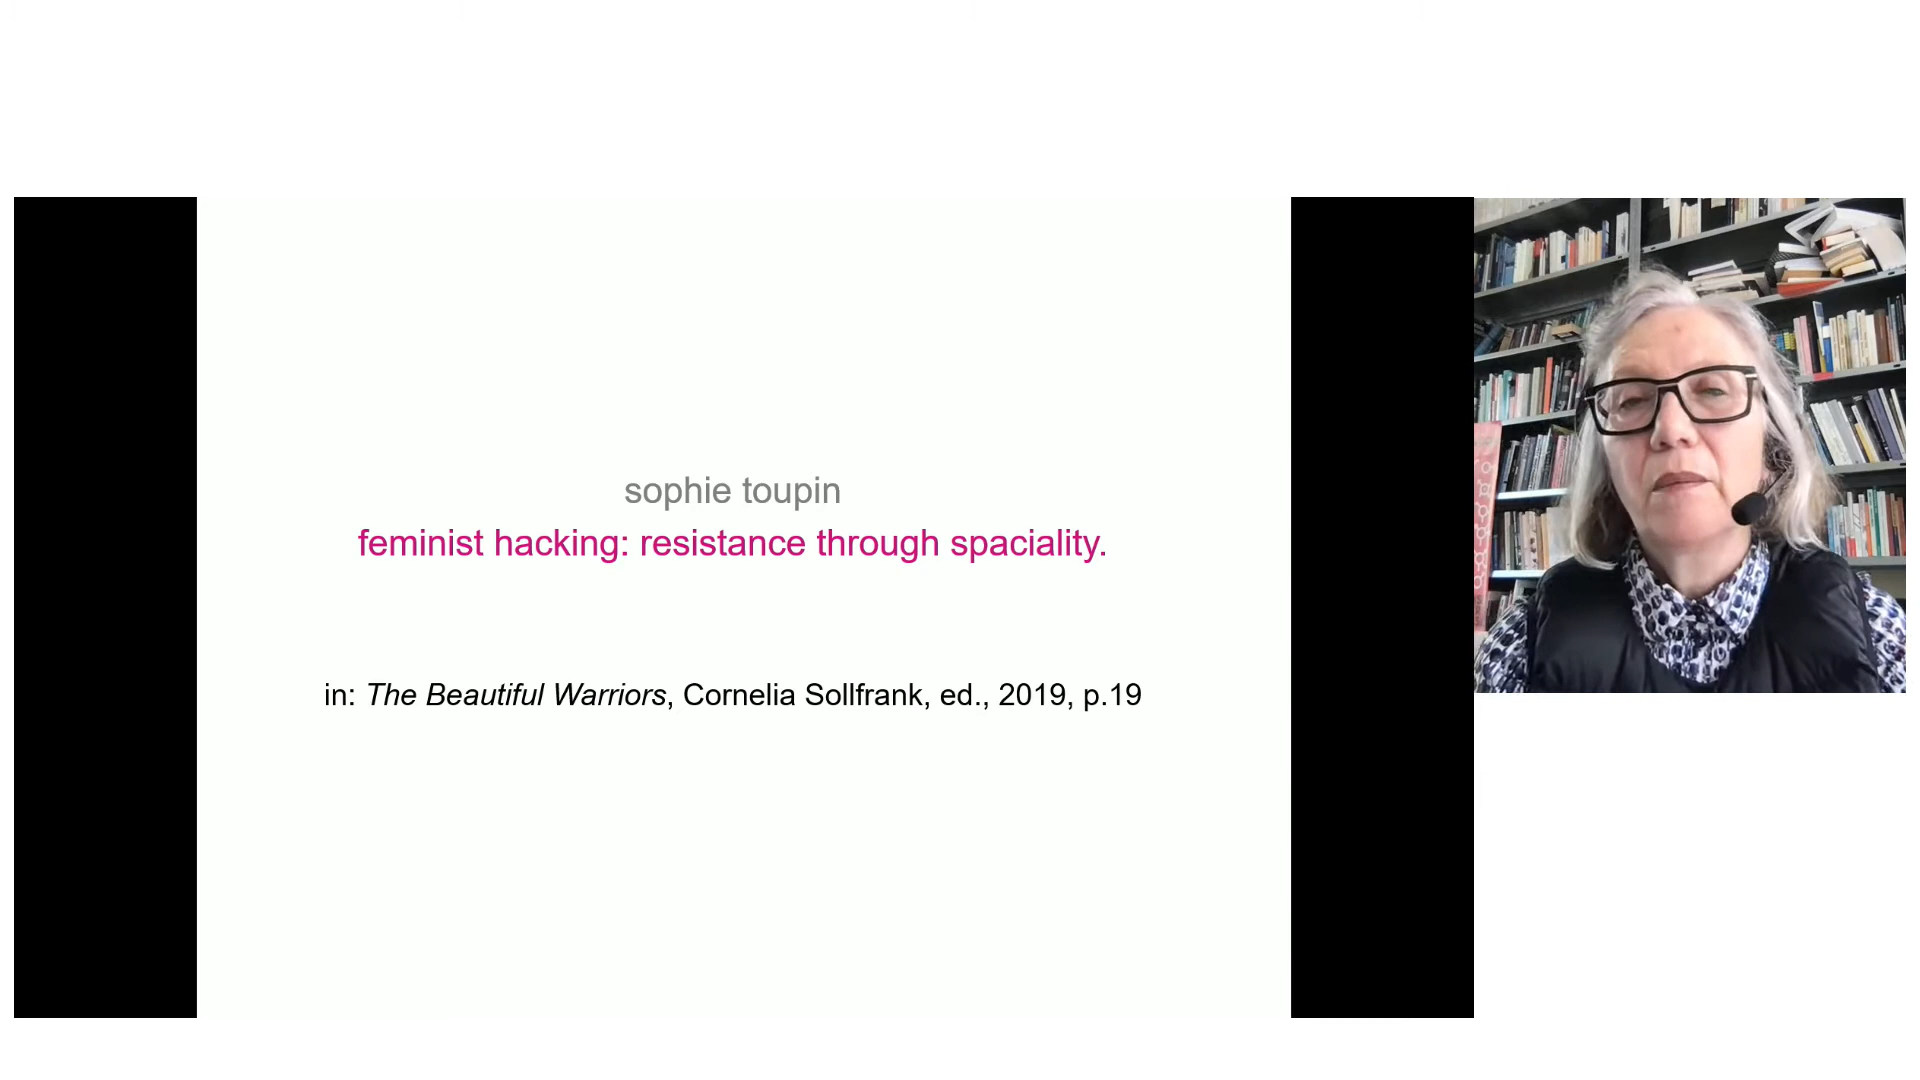 sophie toupin
feminist hacking: resistance through spaciality.
in: The Beautiful Warriors, Cornelia Sollfrank, ed., 2019, p.19